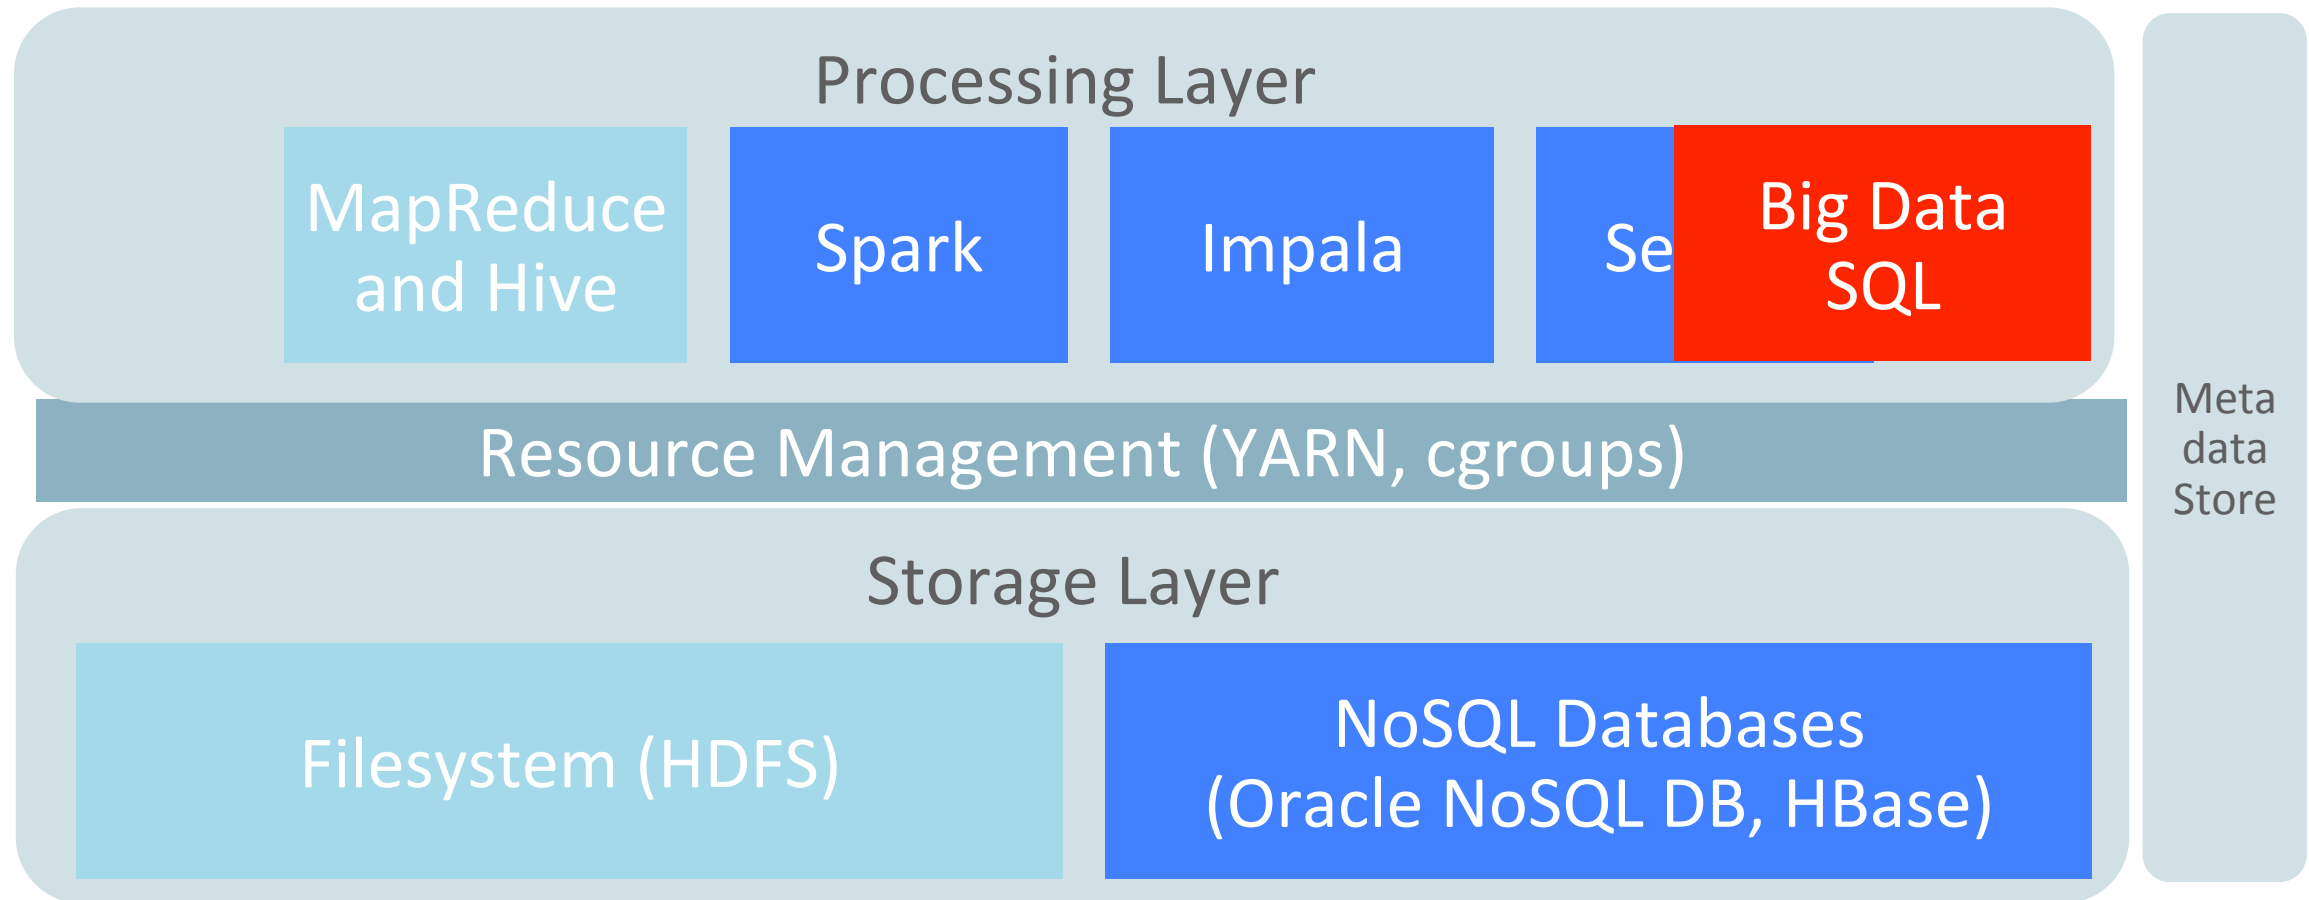 Processing Layer
MapReduce
and Hive
Spark
Impala
Se
Big Data
SQL
Resource Management (YARN, cgroups)
Meta
data
Store
Storage Layer
Filesystem (HDFS)
NoSQL Databases
(Oracle NoSQL DB, HBase)